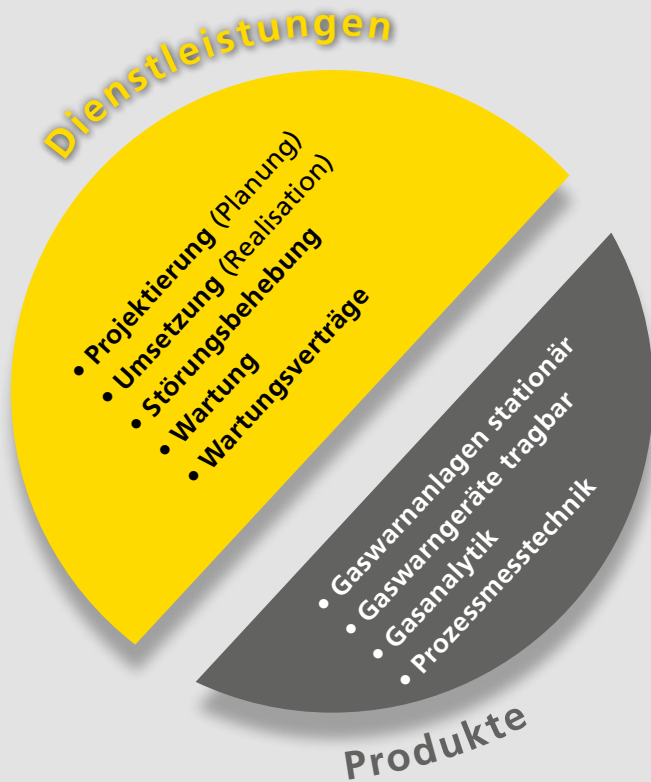 Dienstleistungen
• Projektierung (Planung)
• Umsetzung (Realisation)
• Störungsbehebung
• Wartung
• Wartungsverträge
• Gaswarnanlagen stationär
• Gaswarngeräte tragbar
• Gasanalytik
• Prozessmesstechnik
Produkte